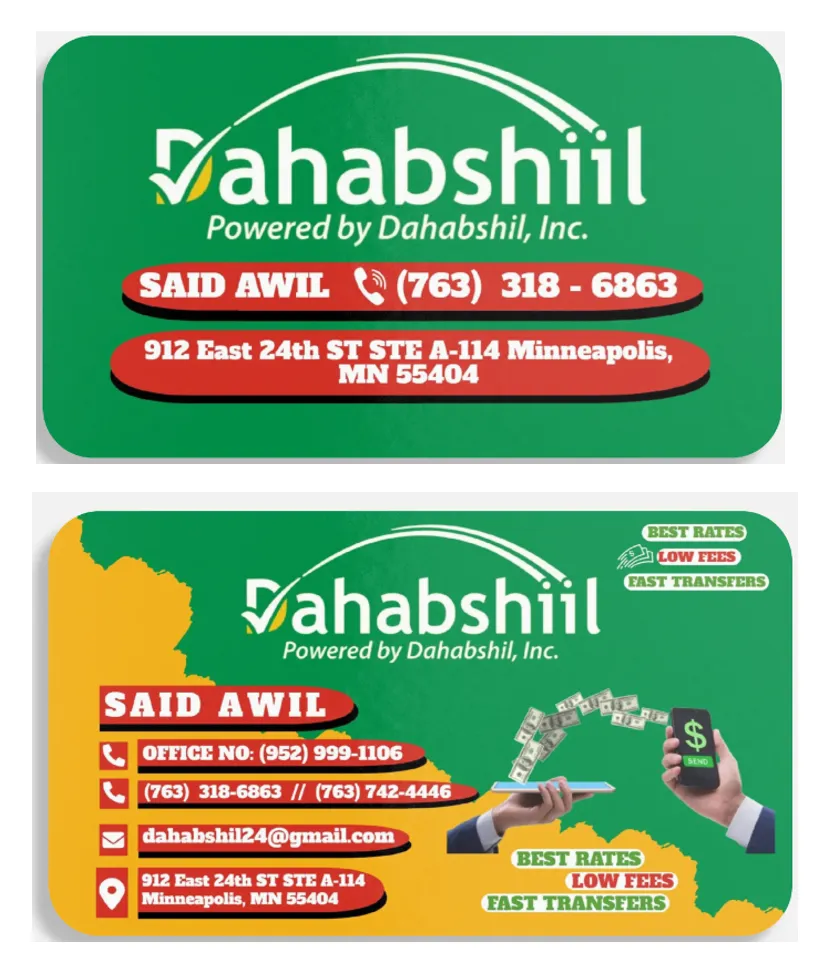 Dahabshiil
Powered by Dahabshil, Inc.
SAID AWIL (763) 318 - 6863
912 East 24th ST STE A-114 Minneapolis,
MN 55404
BEST RATES
LOW FEES
FAST TRANSFERS
Dahabshiil
Powered by Dahabshil, Inc.
SAID AWIL
OFFICE NO: (952) 999-1106
(763) 318-6863 // (763) 742-4446
dahabshil24@gmail.com
912 East 24th ST STE A-114
Minneapolis, MN 55404
$
SEND
BEST RATES
LOW FEES
FAST TRANSFERS